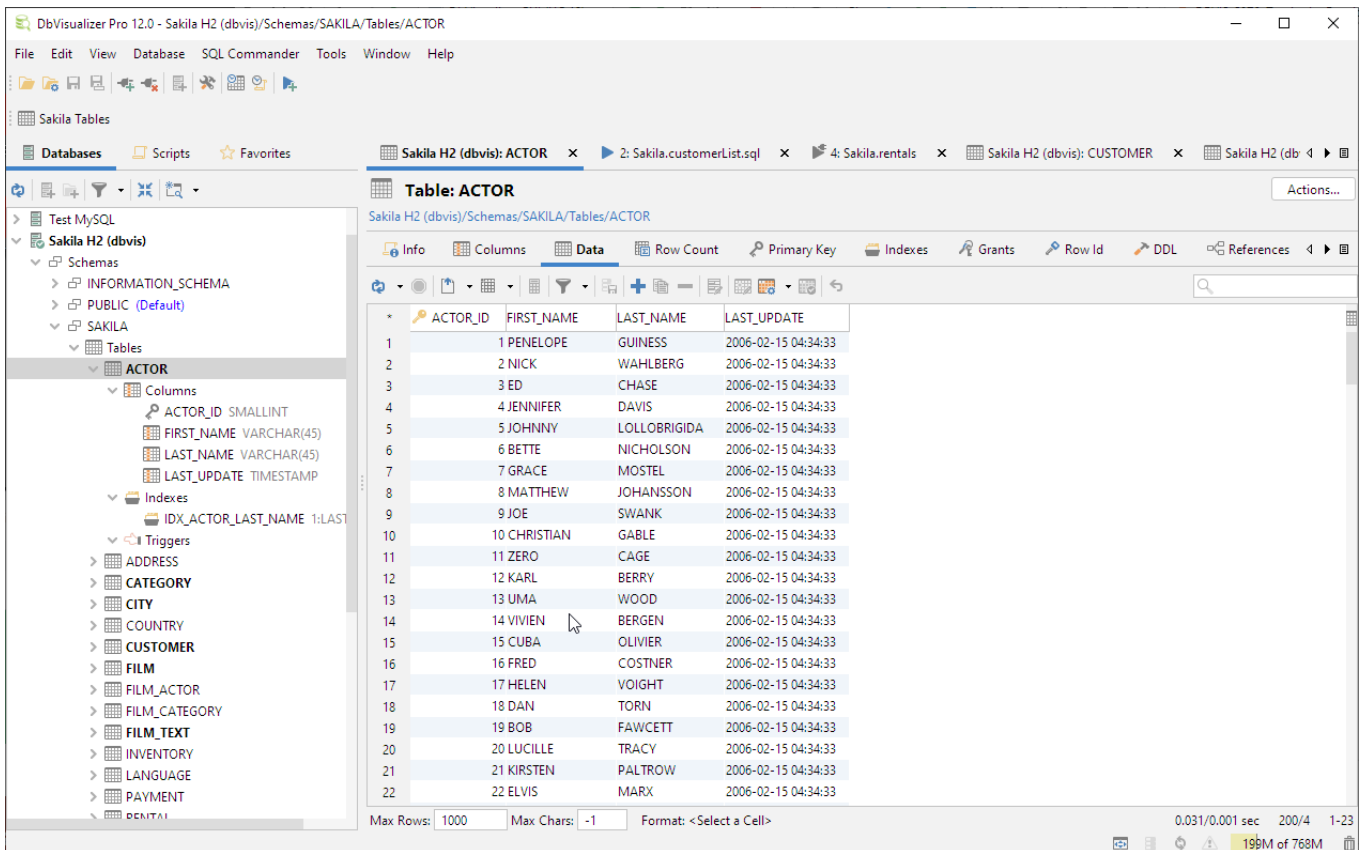 DbVisualizer Pro 12.0 - Sakila H2 (dbvis)/Schemas/SAKILA/Tables/ACTOR
File Edit View Database SQL Commander Tools Window Help
Sakila Tables
Databases Scripts Favorites
Test MySQL
Sakila H2 (dbvis)
Schemas
INFORMATION_SCHEMA
PUBLIC (Default)
SAKILA
Tables
ACTOR
Columns
ACTOR_ID SMALLINT
FIRST_NAME VARCHAR(45)
LAST_NAME VARCHAR(45)
LAST_UPDATE TIMESTAMP
Indexes
IDX_ACTOR_LAST_NAME 1:LAST
Triggers
ADDRESS
CATEGORY
CITY
COUNTRY
CUSTOMER
FILM
FILM_ACTOR
FILM_CATEGORY
FILM_TEXT
INVENTORY
LANGUAGE
PAYMENT
RENTAL
Sakila H2 (dbvis): ACTOR 2: Sakila.customerList.sql 4: Sakila.rentals Sakila H2 (dbvis): CUSTOMER Sakila H2 (db
Table: ACTOR Actions...
Sakila H2 (dbvis)/Schemas/SAKILA/Tables/ACTOR
Info Columns Data Row Count Primary Key Indexes Grants Row Id DDL References
* ACTOR_ID FIRST_NAME LAST_NAME LAST_UPDATE
1 1 PENELOPE GUINESS 2006-02-15 04:34:33
2 2 NICK WAHLBERG 2006-02-15 04:34:33
3 3 ED CHASE 2006-02-15 04:34:33
4 4 JENNIFER DAVIS 2006-02-15 04:34:33
5 5 JOHNNY LOLLOBRIGIDA 2006-02-15 04:34:33
6 6 BETTE NICHOLSON 2006-02-15 04:34:33
7 7 GRACE MOSTEL 2006-02-15 04:34:33
8 8 MATTHEW JOHANSSON 2006-02-15 04:34:33
9 9 JOE SWANK 2006-02-15 04:34:33
10 10 CHRISTIAN GABLE 2006-02-15 04:34:33
11 11 ZERO CAGE 2006-02-15 04:34:33
12 12 KARL BERRY 2006-02-15 04:34:33
13 13 UMA WOOD 2006-02-15 04:34:33
14 14 VIVIEN BERGEN 2006-02-15 04:34:33
15 15 CUBA OLIVIER 2006-02-15 04:34:33
16 16 FRED COSTNER 2006-02-15 04:34:33
17 17 HELEN VOIGHT 2006-02-15 04:34:33
18 18 DAN TORN 2006-02-15 04:34:33
19 19 BOB FAWCETT 2006-02-15 04:34:33
20 20 LUCILLE TRACY 2006-02-15 04:34:33
21 21 KIRSTEN PALTROW 2006-02-15 04:34:33
22 22 ELVIS MARX 2006-02-15 04:34:33
Max Rows: 1000 Max Chars: -1 Format: <Select a Cell> 0.031/0.001 sec 200/4 1-23
199M of 768M